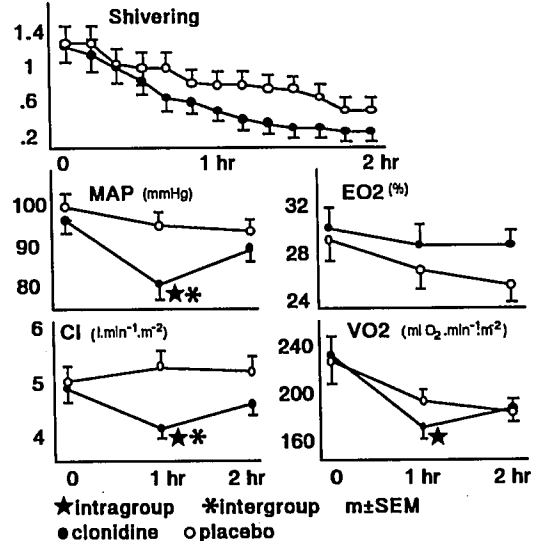 Shivering
1.4
1
.6
.2
0 1 hr 2 hr
MAP (mmHg)
100
90
80
★*
EO2 (%)
32
28
24
CI (l.min⁻¹.m⁻²)
6
5
4
★*
0 1 hr 2 hr
VO2 (ml O₂.min⁻¹m⁻²)
240
200
160
★
0 1 hr 2 hr
★intragroup *intergroup m±SEM
●clonidine ○placebo